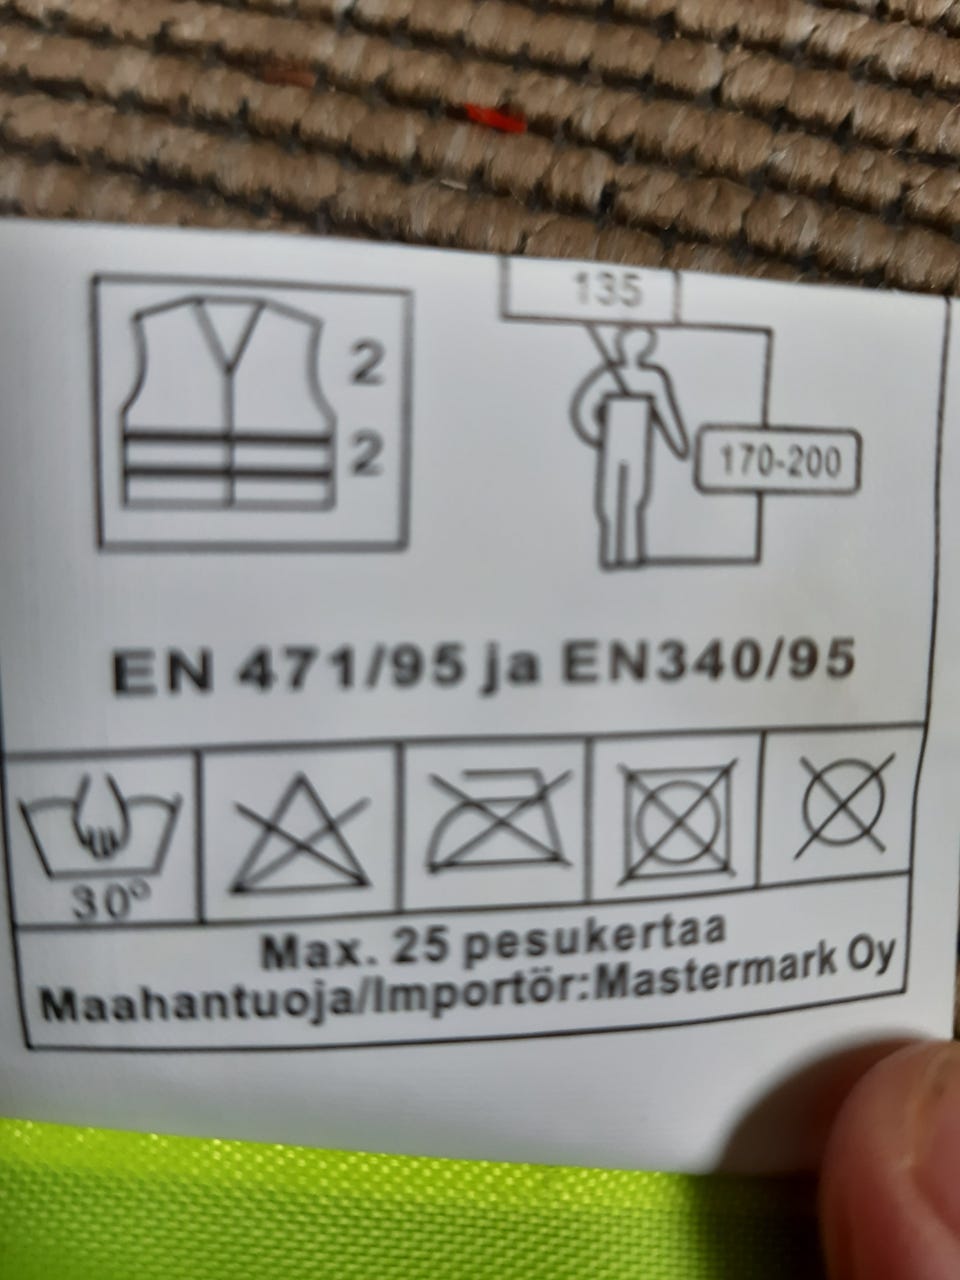 2
2
135
170-200
EN 471/95 ja EN340/95
30°
Max. 25 pesukertaa
Maahantuoja/Importör:Mastermark Oy